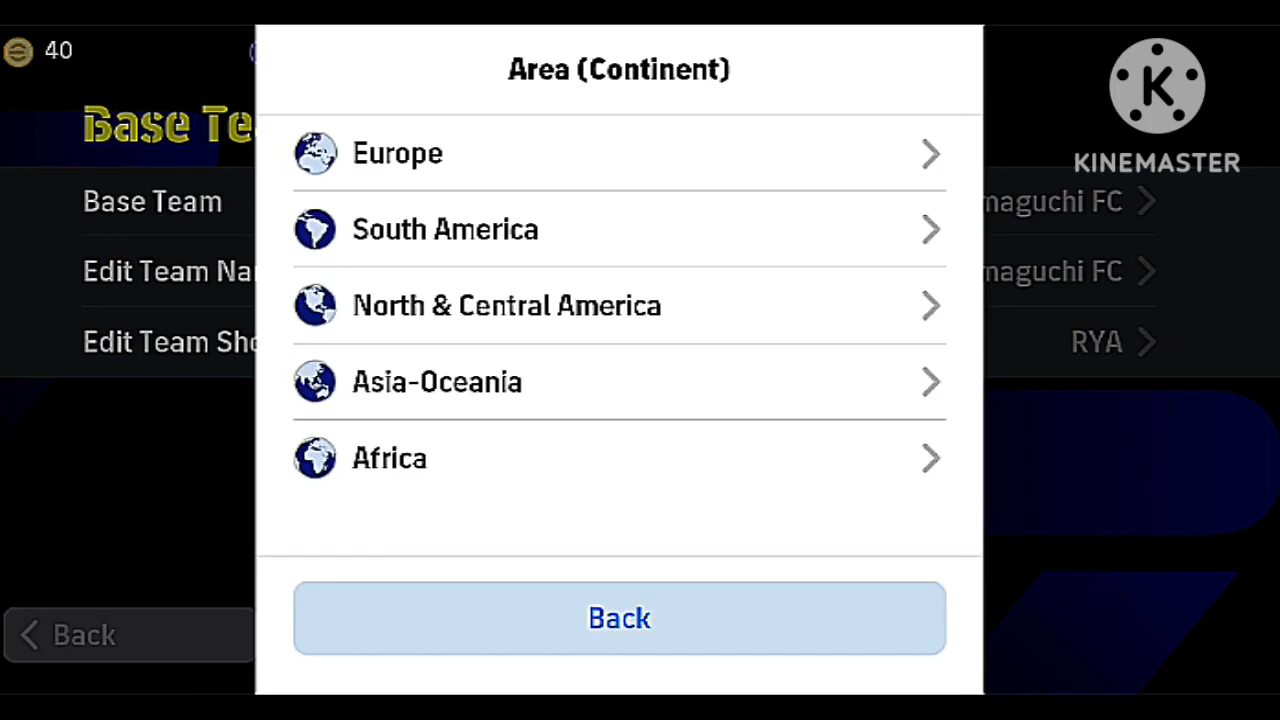 40
Area (Continent)
KINEMASTER
Base Te
Europe
Base Team
maguchi FC
South America
Edit Team Na
maguchi FC
North & Central America
Edit Team Sho
RYA
Asia-Oceania
Africa
Back
Back